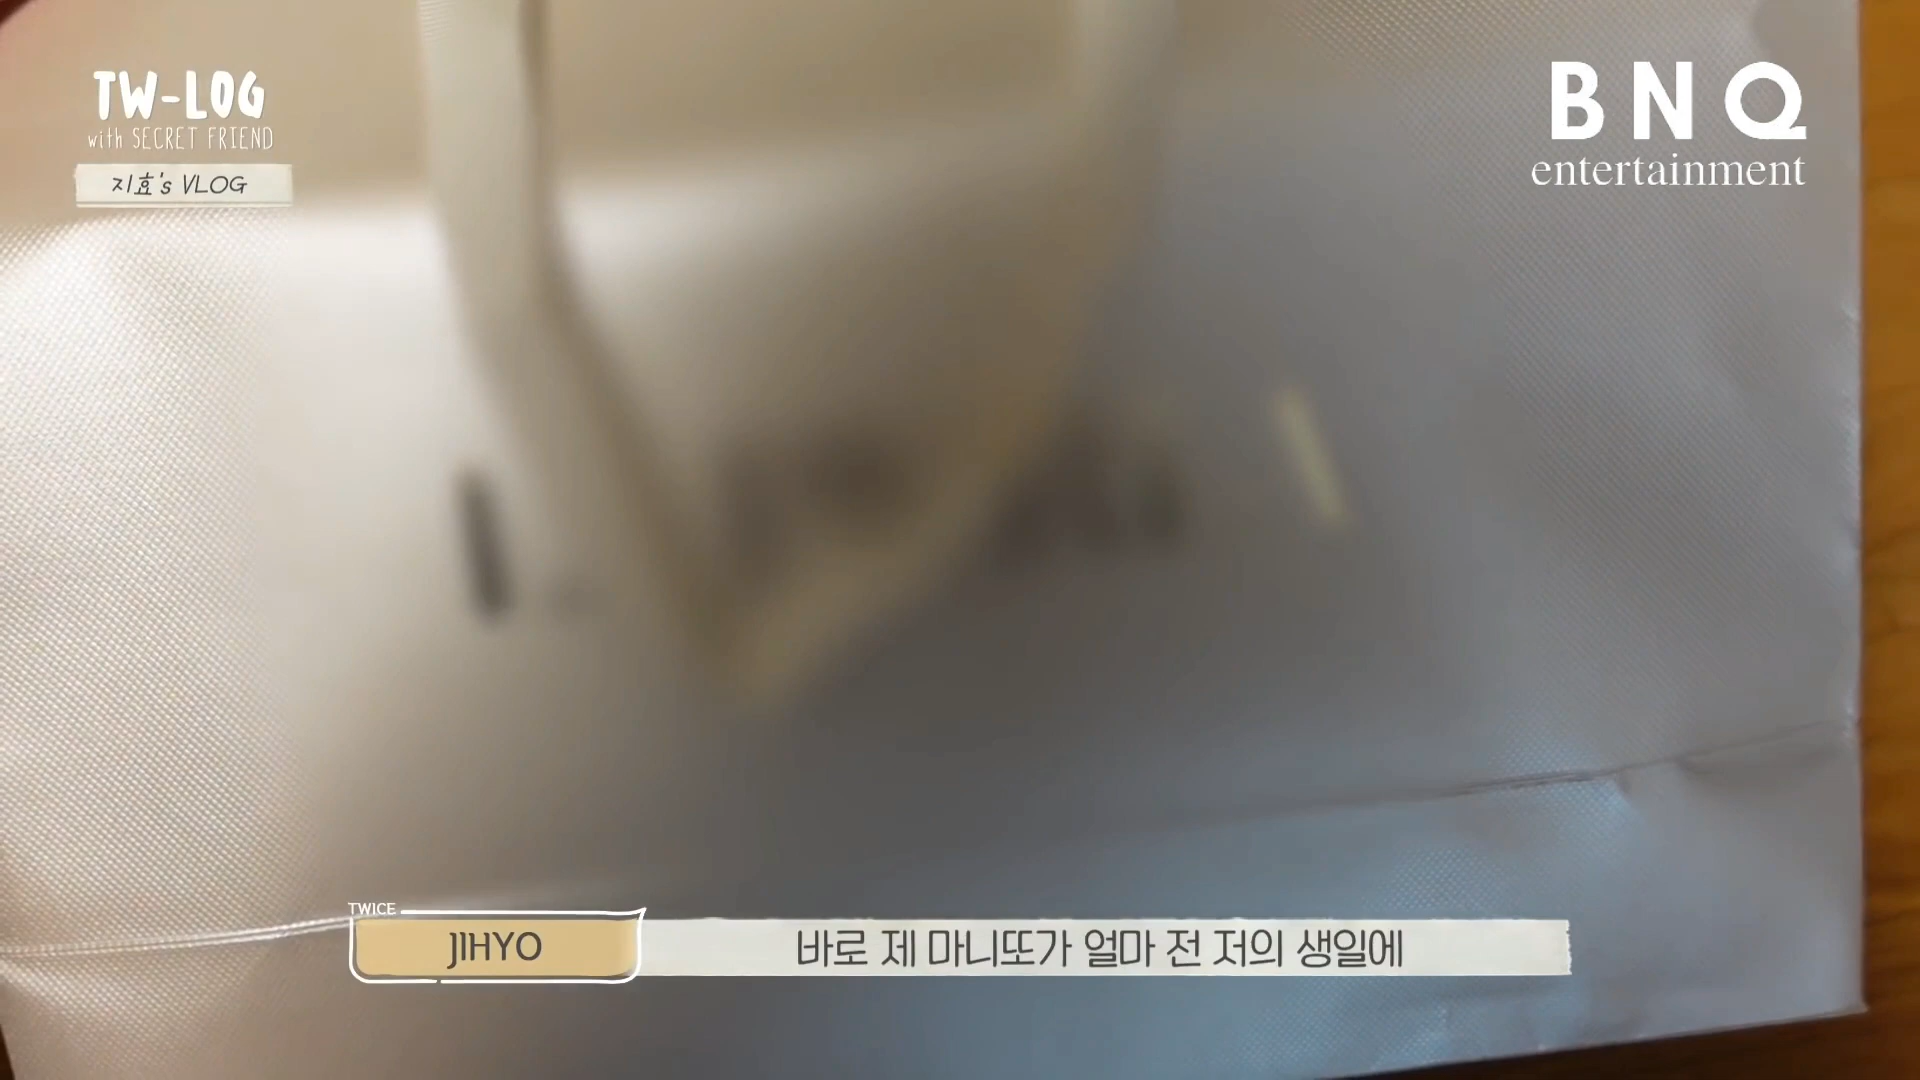 TW-LOG
with SECRET FRIEND
지효's VLOG
BNQ
entertainment
TWICE
JIHYO
바로 제 마니또가 얼마 전 저의 생일에